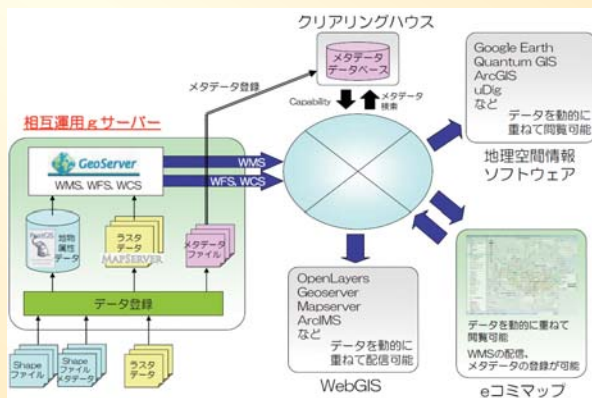 クリアリングハウス
メタデータ
データベース
メタデータ登録
Capability
メタデータ
検索
Google Earth
Quantum GIS
ArcGIS
uDig
など
データを動的に
重ねて閲覧可能
地理空間情報
ソフトウェア
相互運用gサーバー
GeoServer
WMS, WFS, WCS
WMS
WFS, WCS
PostGIS
地物
属性
データ
ラスタ
データ
MAPSERVER
メタデータ
ファイル
データ登録
Shape
ファイル
Shape
ファイル
メタデータ
ラスタ
データ
OpenLayers
Geoserver
Mapserver
ArcIMS
など
データを動的に
重ねて配信可能
WebGIS
データを動的に重ねて
閲覧可能
WMSの配信、
メタデータの登録が可能
eコミマップ